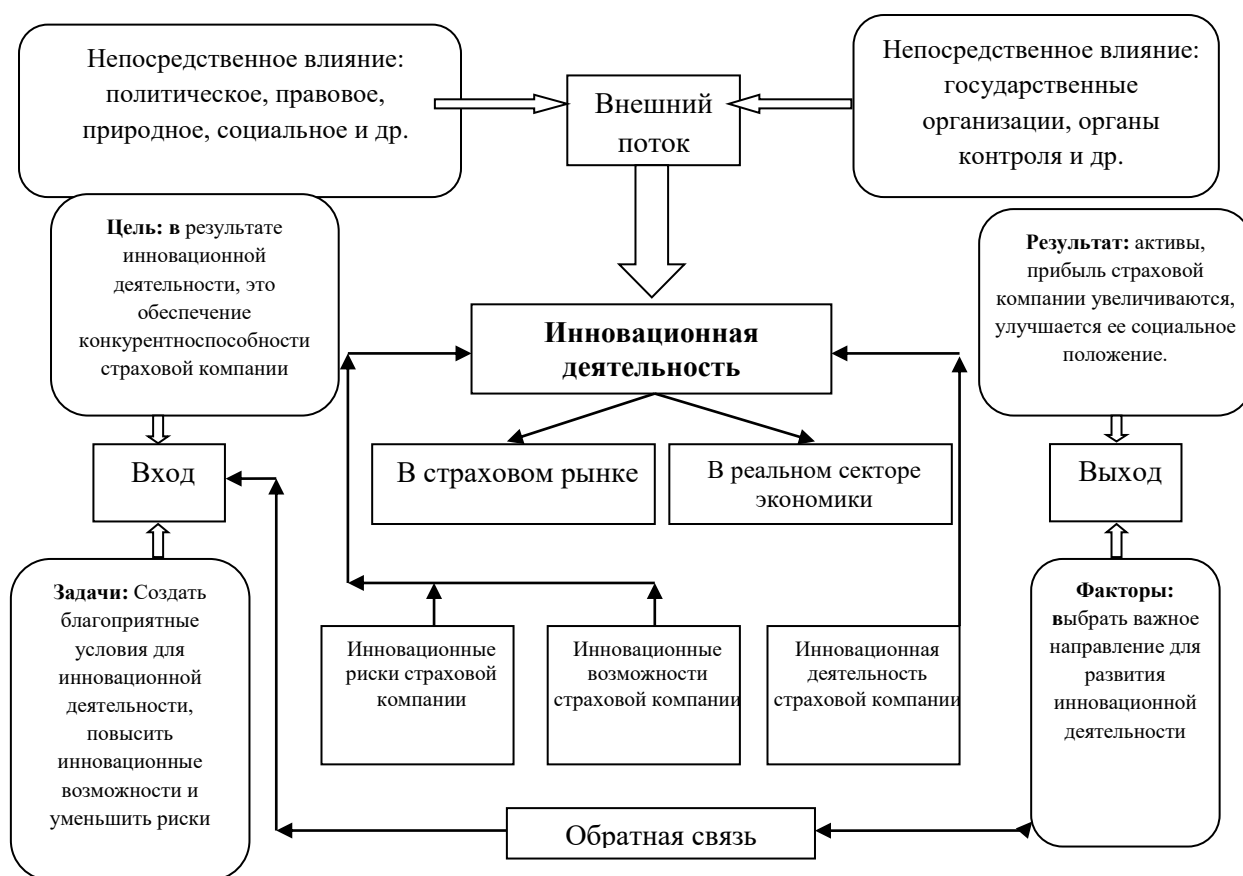 Непосредственное влияние:
политическое, правовое,
природное, социальное и др.
Внешний
поток
Непосредственное влияние:
государственные
организации, органы
контроля и др.
Цель: в результате
инновационной
деятельности, это
обеспечение
конкурентноспособности
страховой компании
Инновационная
деятельность
Результат: активы,
прибыль страховой
компании увеличиваются,
улучшается ее социальное
положение.
Вход
В страховом рынке
В реальном секторе
экономики
Выход
Задачи: Создать
благоприятные
условия для
инновационной
деятельности,
повысить
инновационные
возможности и
уменьшить риски
Инновационные
риски страховой
компании
Инновационные
возможности
страховой компании
Инновационная
деятельность
страховой компании
Факторы:
выбрать важное
направление для
развития
инновационной
деятельности
Обратная связь